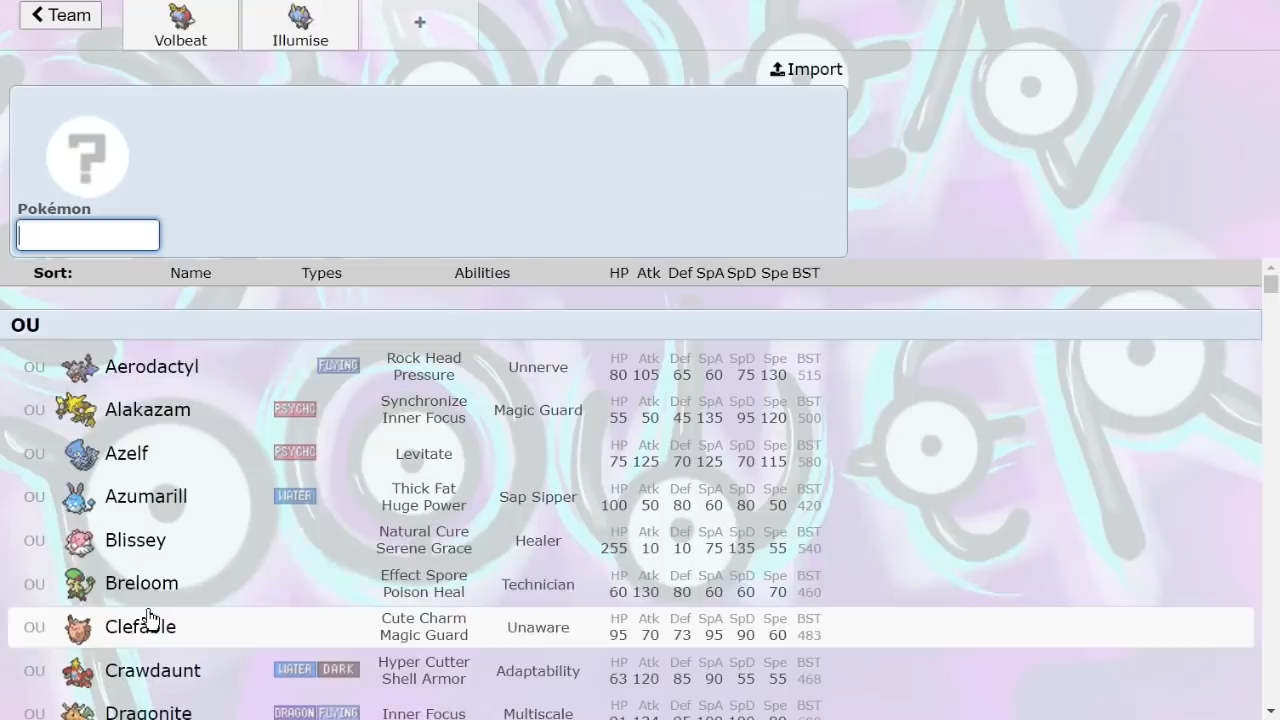 Team
Volbeat
Illumise
+
Import
?
Pokémon
Sort: Name Types Abilities HP Atk Def SpA SpD Spe BST
OU
OU Aerodactyl FLYING Rock Head Pressure Unnerve HP 80 Atk 105 Def 65 SpA 60 SpD 75 Spe 130 BST 515
OU Alakazam PSYCHC Synchronize Inner Focus Magic Guard HP 55 Atk 50 Def 45 SpA 135 SpD 95 Spe 120 BST 500
OU Azelf PSYCHC Levitate HP 75 Atk 125 Def 70 SpA 125 SpD 70 Spe 115 BST 580
OU Azumarill WATER Thick Fat Huge Power Sap Sipper HP 100 Atk 50 Def 80 SpA 60 SpD 80 Spe 50 BST 420
OU Blissey Natural Cure Serene Grace Healer HP 255 Atk 10 Def 10 SpA 75 SpD 135 Spe 55 BST 540
OU Breloom Effect Spore Poison Heal Technician HP 60 Atk 130 Def 80 SpA 60 SpD 60 Spe 70 BST 460
OU Clefable Cute Charm Magic Guard Unaware HP 95 Atk 70 Def 73 SpA 95 SpD 90 Spe 60 BST 483
OU Crawdaunt WATER DARK Hyper Cutter Shell Armor Adaptability HP 63 Atk 120 Def 85 SpA 90 SpD 55 Spe 55 BST 468
Dragonite DRAGON FLYING Inner Focus Multiscale HP Atk Def SpA SpD Spe BST